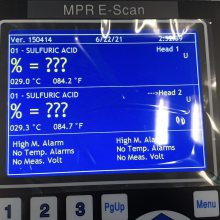 MPR E-Scan
Ver. 150414 6/22/21
01 - SULFURIC ACID Head 1
% = ??? U
029.0 °C 084.2 °F
01 - SULFURIC ACID ---Head 2
% = ??? U
029.3 °C 084.7 °F
High M. Alarm High M. Alarm
No Temp. Alarms No Temp. Alarms
No Meas. Volt No Meas. Volt
1 2 3 PgUp Menu